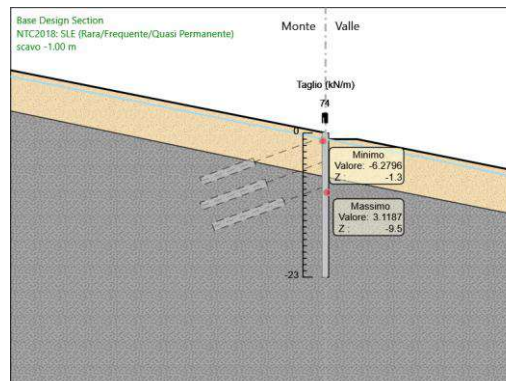 Base Design Section
NTC2018: SLE (Rara/Frequente/Quasi Permanente)
scavo -1.00 m
Monte Valle
Taglio (kN/m)
74
0
Minimo
Valore: -6.2796
Z : -1.3
Massimo
Valore: 3.1187
Z : -9.5
-23